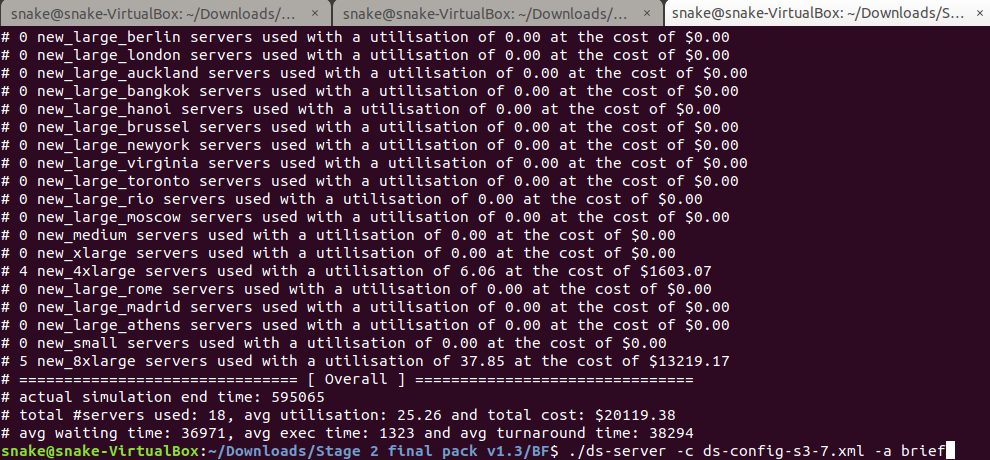 snake@snake-VirtualBox: ~/Downloads/... × snake@snake-VirtualBox: ~/Downloads/... × snake@snake-VirtualBox: ~/Downloads/S... ×
# 0 new_large_berlin servers used with a utilisation of 0.00 at the cost of $0.00
# 0 new_large_london servers used with a utilisation of 0.00 at the cost of $0.00
# 0 new_large_auckland servers used with a utilisation of 0.00 at the cost of $0.00
# 0 new_large_bangkok servers used with a utilisation of 0.00 at the cost of $0.00
# 0 new_large_hanoi servers used with a utilisation of 0.00 at the cost of $0.00
# 0 new_large_brussel servers used with a utilisation of 0.00 at the cost of $0.00
# 0 new_large_newyork servers used with a utilisation of 0.00 at the cost of $0.00
# 0 new_large_virginia servers used with a utilisation of 0.00 at the cost of $0.00
# 0 new_large_toronto servers used with a utilisation of 0.00 at the cost of $0.00
# 0 new_large_rio servers used with a utilisation of 0.00 at the cost of $0.00
# 0 new_large_moscow servers used with a utilisation of 0.00 at the cost of $0.00
# 0 new_medium servers used with a utilisation of 0.00 at the cost of $0.00
# 0 new_xlarge servers used with a utilisation of 0.00 at the cost of $0.00
# 4 new_4xlarge servers used with a utilisation of 6.06 at the cost of $1603.07
# 0 new_large_rome servers used with a utilisation of 0.00 at the cost of $0.00
# 0 new_large_madrid servers used with a utilisation of 0.00 at the cost of $0.00
# 0 new_large_athens servers used with a utilisation of 0.00 at the cost of $0.00
# 0 new_small servers used with a utilisation of 0.00 at the cost of $0.00
# 5 new_8xlarge servers used with a utilisation of 37.85 at the cost of $13219.17
# =============================== [ Overall ] ===============================
# actual simulation end time: 595065
# total #servers used: 18, avg utilisation: 25.26 and total cost: $20119.38
# avg waiting time: 36971, avg exec time: 1323 and avg turnaround time: 38294
snake@snake-VirtualBox:~/Downloads/Stage 2 final pack v1.3/BF$ ./ds-server -c ds-config-s3-7.xml -a brief